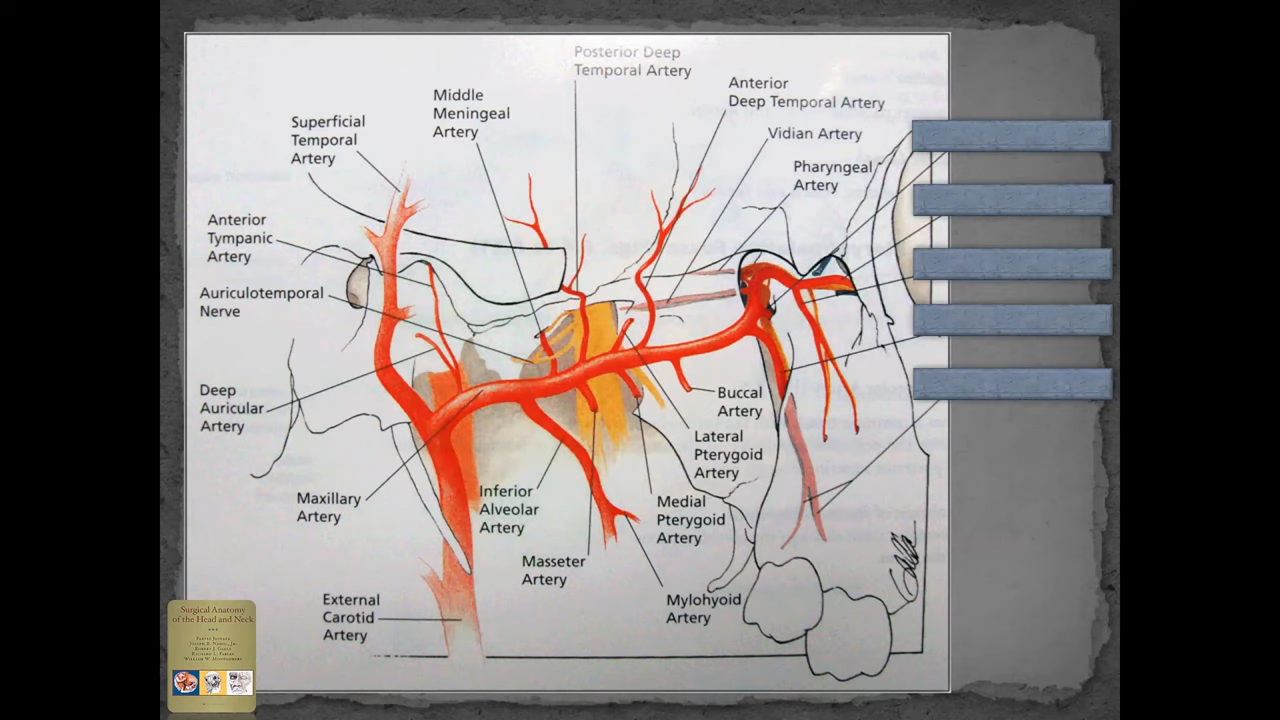 Posterior Deep
Temporal Artery
Anterior
Deep Temporal Artery
Middle
Meningeal
Artery
Superficial
Temporal
Artery
Vidian Artery
Pharyngeal
Artery
Anterior
Tympanic
Artery
Auriculotemporal
Nerve
Deep
Auricular
Artery
Buccal
Artery
Lateral
Pterygoid
Artery
Maxillary
Artery
Inferior
Alveolar
Artery
Medial
Pterygoid
Artery
Masseter
Artery
Mylohyoid
Artery
External
Carotid
Artery
Surgical Anatomy
of the Head and Neck